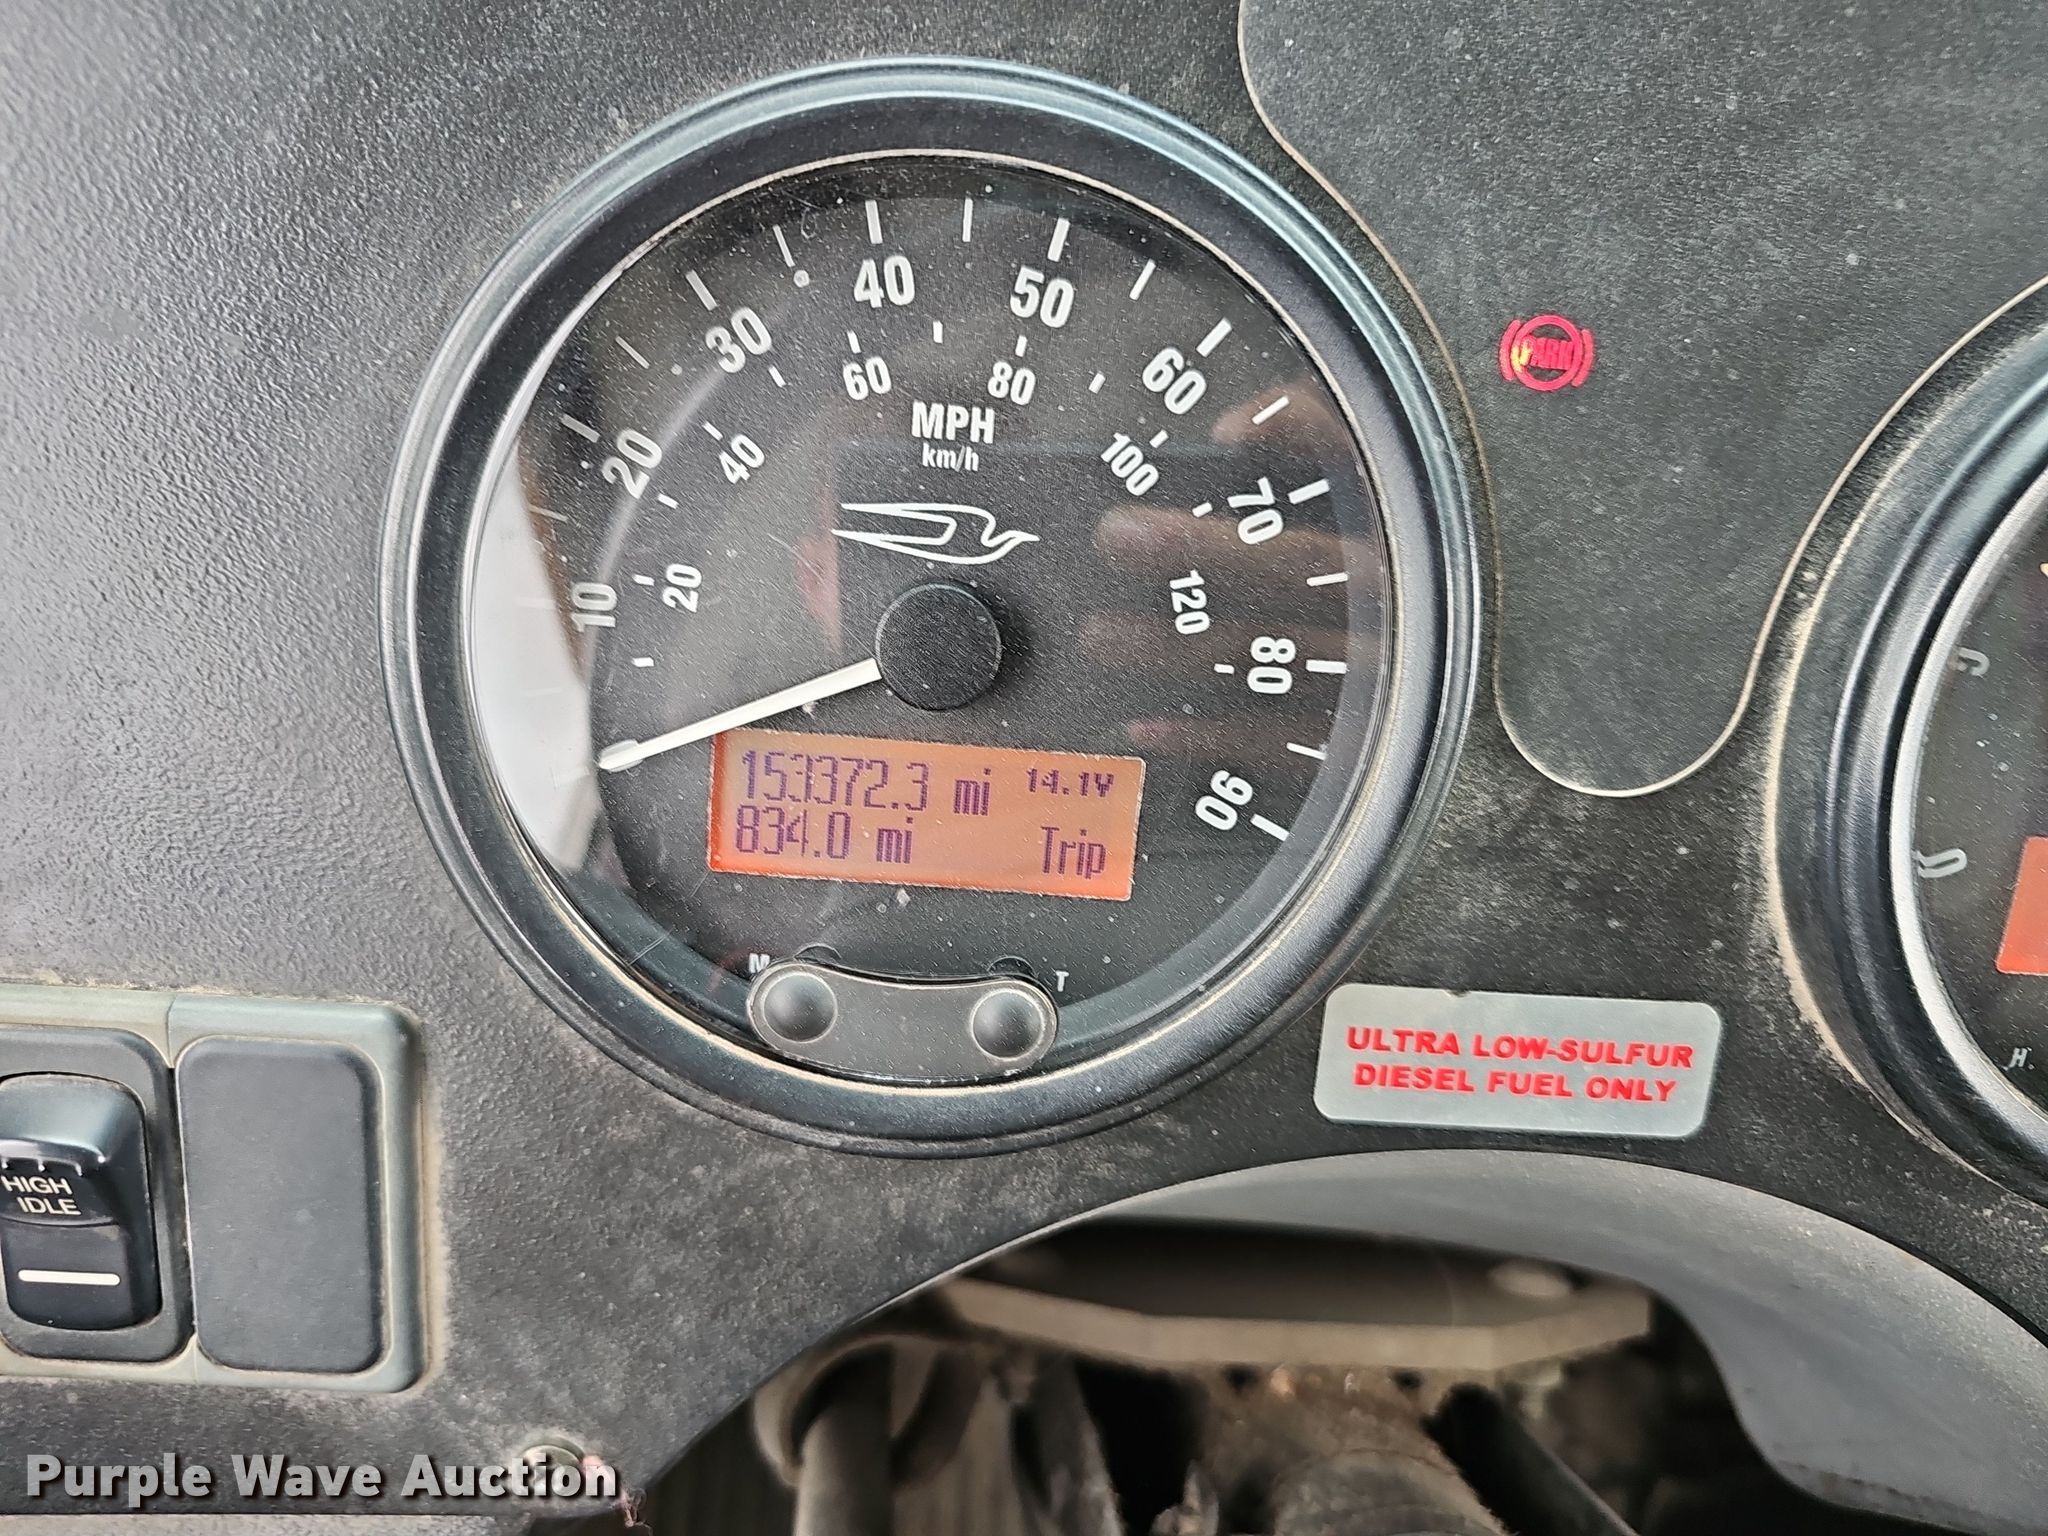 10
20
30
40
50
60
70
80
90
20
40
60
80
100
120
MPH
km/h
153372.3 mi 14.1V
834.0 mi Trip
M T
PARK
ULTRA LOW-SULFUR
DIESEL FUEL ONLY
HIGH
IDLE
C
H
Purple Wave Auction